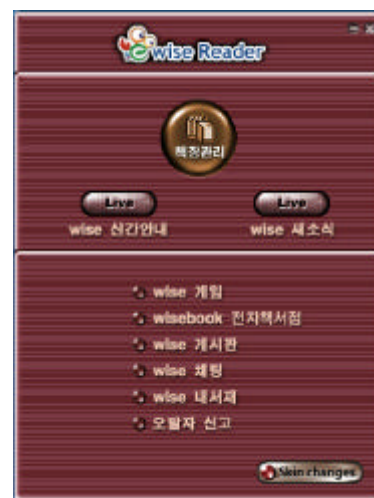 wise Reader
책장관리
Live Live
wise 신간안내 wise 새소식
wise 게임
wisebook 전자책서점
wise 게시판
wise 채팅
wise 내서재
오탈자 신고
Skin changes